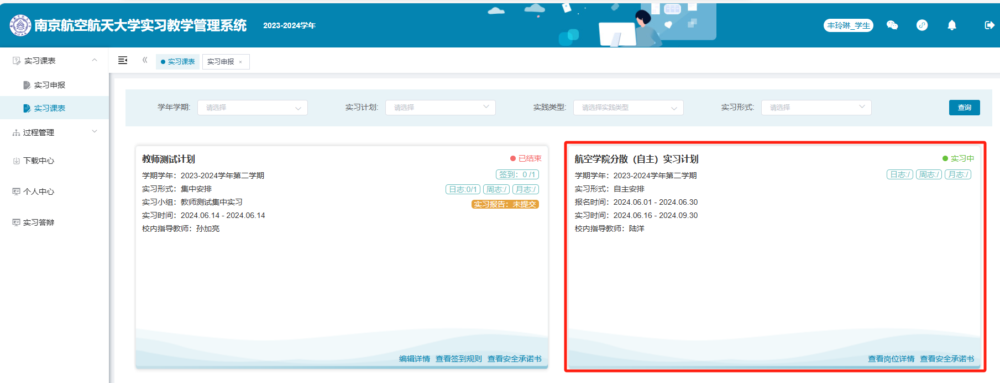 南京航空航天大学实习教学管理系统 2023-2024学年
丰玲琳_学生
实习课表
实习申报
实习课表
过程管理
下载中心
个人中心
实习答辩
实习课表 实习申报 ×
学年学期: 请选择 实习计划: 请选择 实践类型: 请选择实践类型 实习形式: 请选择 查询
教师测试计划 已结束
学期学年：2023-2024学年第二学期 签到：0 /1
实习形式：集中安排 日志:0/1 周志:/ 月志:/
实习小组：教师测试集中实习 实习报告：未提交
实习时间：2024.06.14 - 2024.06.14
校内指导教师：孙加亮
编辑详情 查看签到规则 查看安全承诺书
航空学院分散（自主）实习计划 实习中
学期学年：2023-2024学年第二学期 日志:/ 周志:/ 月志:/
实习形式：自主安排
报名时间：2024.06.01 - 2024.06.30
实习时间：2024.06.16 - 2024.09.30
校内指导教师：陆洋
查看岗位详情 查看安全承诺书